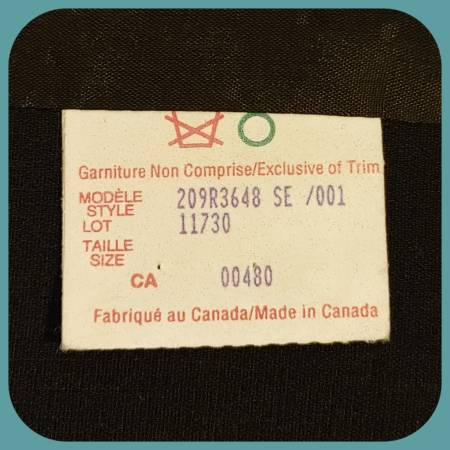 Garniture Non Comprise/Exclusive of Trim
MODÈLE 209R3648 SE /001
STYLE
LOT 11730
TAILLE
SIZE
CA 00480
Fabriqué au Canada/Made in Canada